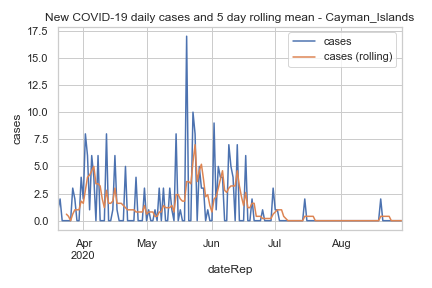 New COVID-19 daily cases and 5 day rolling mean - Cayman_Islands
cases
cases (rolling)
17.5
15.0
12.5
10.0
7.5
5.0
2.5
0.0
cases
Apr
2020
May
Jun
Jul
Aug
dateRep